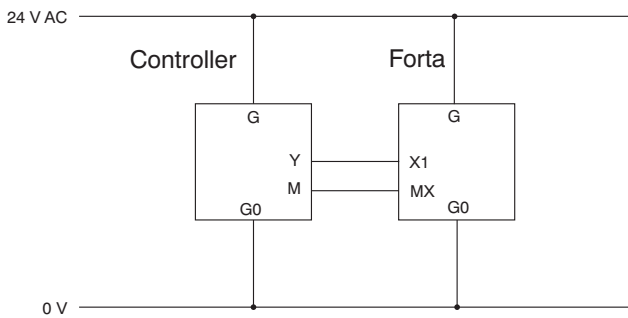 24 V AC
Controller Forta
G G
Y X1
M MX
G0 G0
0 V